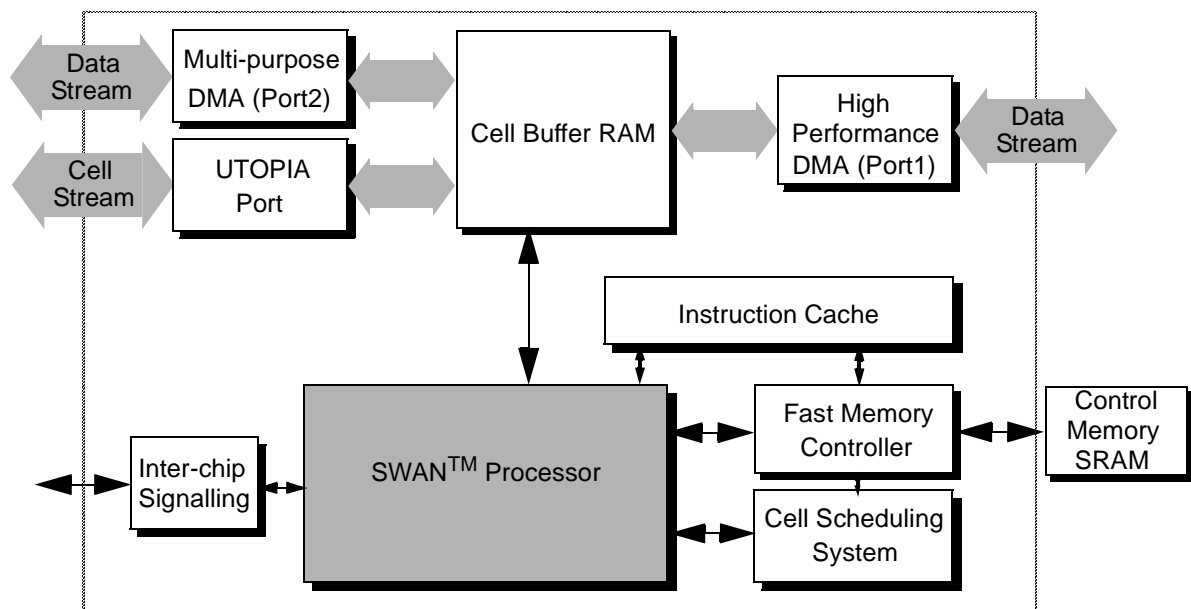 Data
Stream
Multi-purpose
DMA (Port2)
Cell Buffer RAM
High
Performance
DMA (Port1)
Data
Stream
Cell
Stream
UTOPIA
Port
Instruction Cache
SWAN™ Processor
Fast Memory
Controller
Control
Memory
SRAM
Inter-chip
Signalling
Cell Scheduling
System